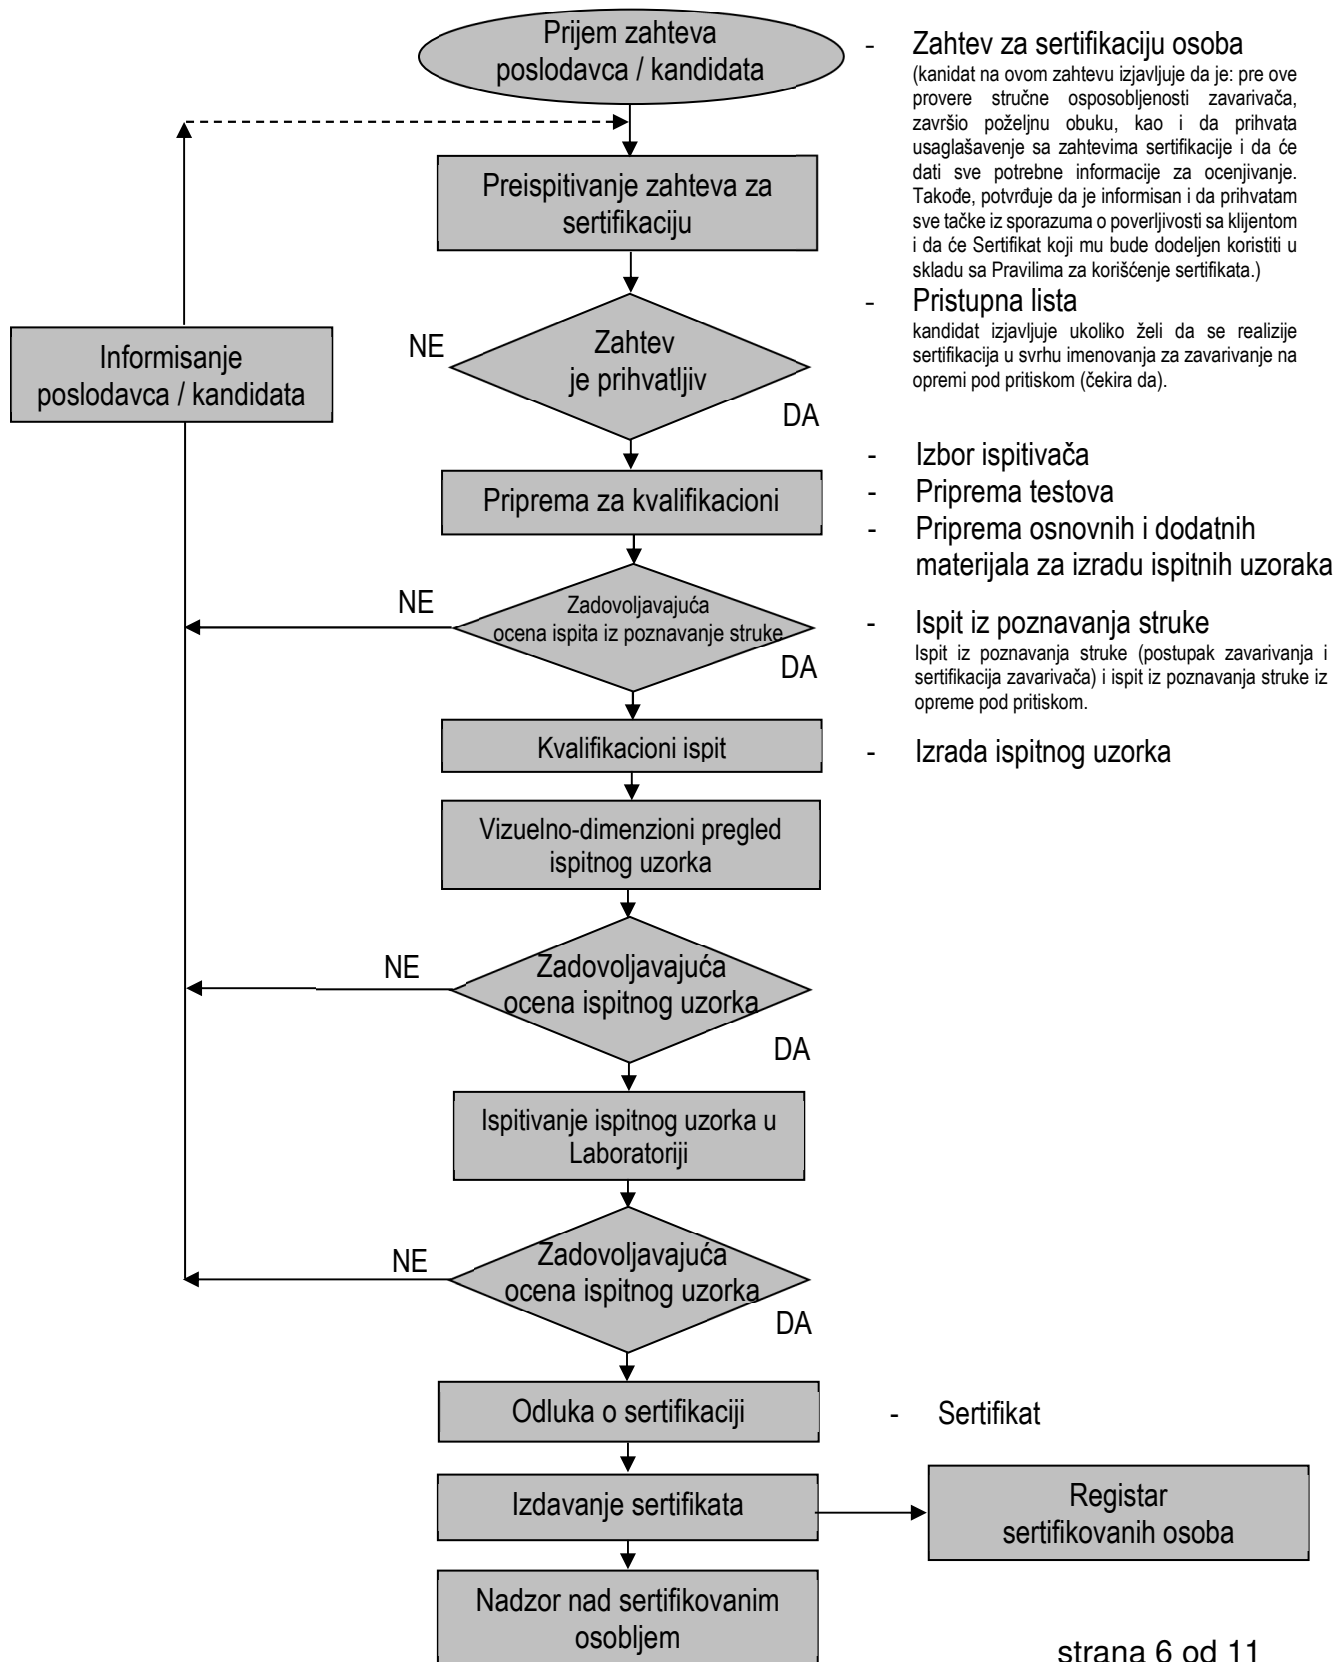 Prijem zahteva
poslodavca / kandidata
- Zahtev za sertifikaciju osoba
(kanidat na ovom zahtevu izjavljuje da je: pre ove
provere stručne osposobljenosti zavarivača,
završio poželjnu obuku, kao i da prihvata
usaglašavenje sa zahtevima sertifikacije i da će
dati sve potrebne informacije za ocenjivanje.
Takođe, potvrđuje da je informisan i da prihvatam
sve tačke iz sporazuma o poverljivosti sa klijentom
i da će Sertifikat koji mu bude dodeljen koristiti u
skladu sa Pravilima za korišćenje sertifikata.)
Preispitivanje zahteva za
sertifikaciju
- Pristupna lista
kandidat izjavljuje ukoliko želi da se realizije
sertifikacija u svrhu imenovanja za zavarivanje na
opremi pod pritiskom (čekira da).
Informisanje
poslodavca / kandidata
NE
Zahtev
je prihvatljiv
DA
- Izbor ispitivača
- Priprema testova
- Priprema osnovnih i dodatnih
materijala za izradu ispitnih uzoraka
Priprema za kvalifikacioni
NE
Zadovoljavajuća
ocena ispita iz poznavanje struke
DA
- Ispit iz poznavanja struke
Ispit iz poznavanja struke (postupak zavarivanja i
sertifikacija zavarivača) i ispit iz poznavanja struke iz
opreme pod pritiskom.
Kvalifikacioni ispit
- Izrada ispitnog uzorka
Vizuelno-dimenzioni pregled
ispitnog uzorka
NE
Zadovoljavajuća
ocena ispitnog uzorka
DA
Ispitivanje ispitnog uzorka u
Laboratoriji
NE
Zadovoljavajuća
ocena ispitnog uzorka
DA
Odluka o sertifikaciji
- Sertifikat
Izdavanje sertifikata
Registar
sertifikovanih osoba
Nadzor nad sertifikovanim
osobljem
strana 6 od 11